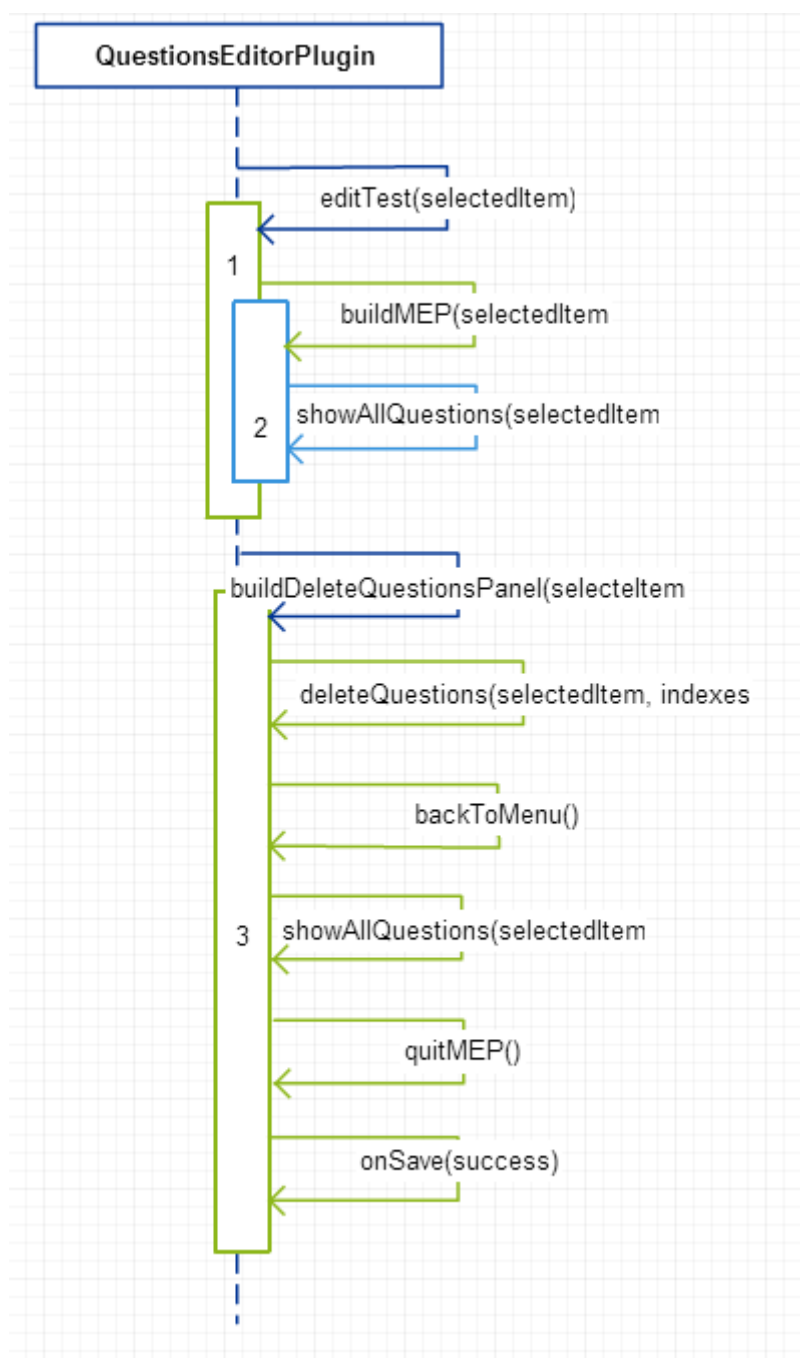 QuestionsEditorPlugin
editTest(selectedItem)
1
buildMEP(selectedItem
showAllQuestions(selectedItem
2
buildDeleteQuestionsPanel(selecteItem
deleteQuestions(selectedItem, indexes
backToMenu()
showAllQuestions(selectedItem
3
quitMEP()
onSave(success)